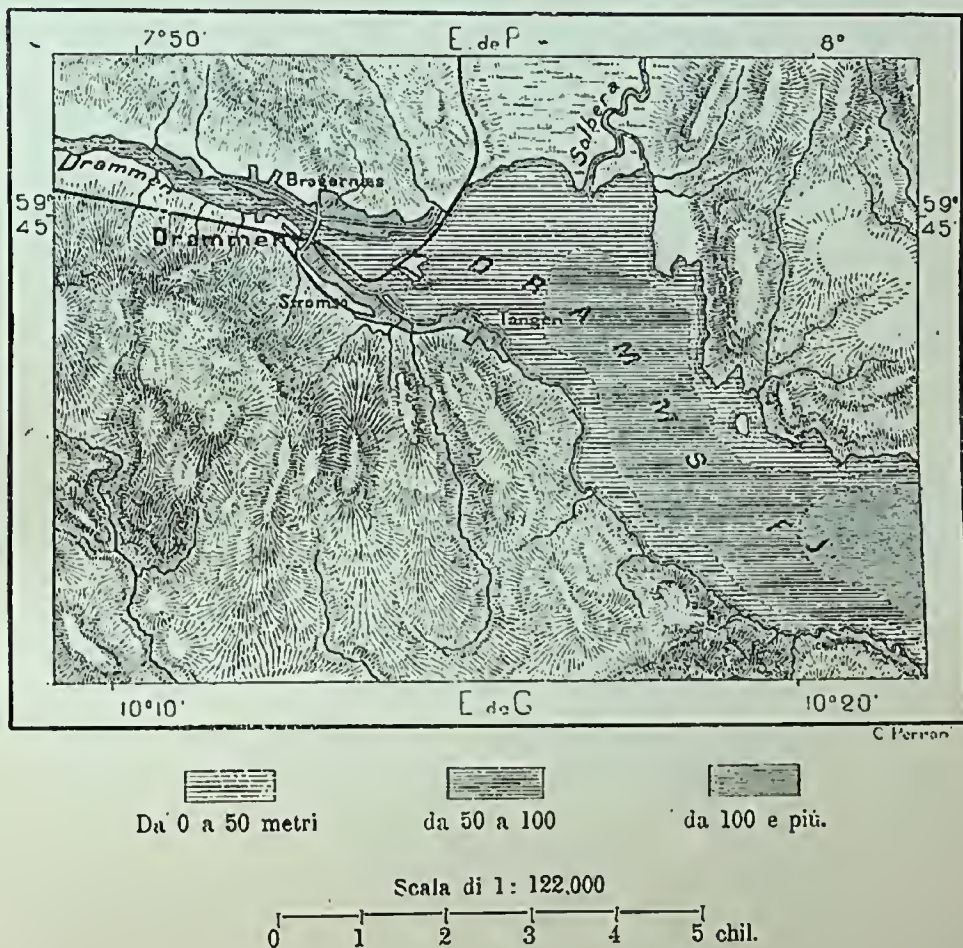 7°50'
E. de P
8°
Solbera
Drammen
Bragernies
59°
45'
59°
45'
Drammen
Stromso
Tangen
D R A M M S F J
10°10'
E de G
10°20'
C Perron
Da 0 a 50 metri
da 50 a 100
da 100 e più.
Scala di 1: 122,000
0 1 2 3 4 5 chil.